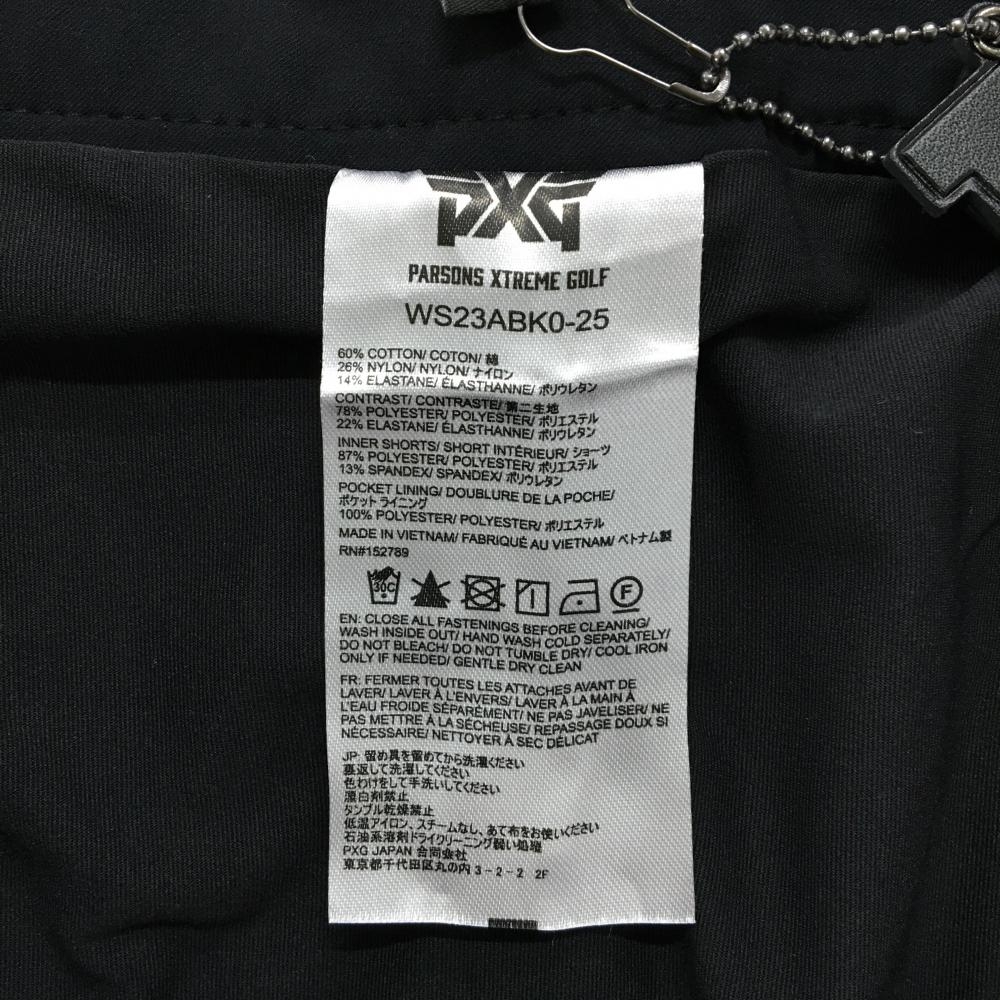 PXG
PARSONS XTREME GOLF
WS23ABK0-25
60% COTTON/ COTON/ 綿
26% NYLON/ NYLON/ ナイロン
14% ELASTANE/ ÉLASTHANNE/ ポリウレタン
CONTRAST/ CONTRASTE/ 第二生地
78% POLYESTER/ POLYESTER/ ポリエステル
22% ELASTANE/ ÉLASTHANNE/ ポリウレタン
INNER SHORTS/ SHORT INTÉRIEUR/ ショーツ
87% POLYESTER/ POLYESTER/ ポリエステル
13% SPANDEX/ SPANDEX/ ポリウレタン
POCKET LINING/ DOUBLURE DE LA POCHE/
ポケット ライニング
100% POLYESTER/ POLYESTER/ ポリエステル
MADE IN VIETNAM/ FABRIQUÉ AU VIETNAM/ ベトナム製
RN#152789
30C F
EN: CLOSE ALL FASTENINGS BEFORE CLEANING/
WASH INSIDE OUT/ HAND WASH COLD SEPARATELY/
DO NOT BLEACH/ DO NOT TUMBLE DRY/ COOL IRON
ONLY IF NEEDED/ GENTLE DRY CLEAN
FR: FERMER TOUTES LES ATTACHES AVANT DE
LAVER/ LAVER À L'ENVERS/ LAVER À LA MAIN À
L'EAU FROIDE SÉPARÉMENT/ NE PAS JAVELISER/ NE
PAS METTRE À LA SÉCHEUSE/ REPASSAGE DOUX SI
NÉCESSAIRE/ NETTOYER À SEC DÉLICAT
JP: 留め具を留めてから洗濯ください
裏返して洗濯してください
色わけをして手洗いしてください
漂白剤禁止
タンブル乾燥禁止
低温アイロン、スチームなし、あて布をお使いください
石油系溶剤ドライクリーニング弱い処理
PXG JAPAN 合同会社
東京都千代田区丸の内 3-2-2 2F